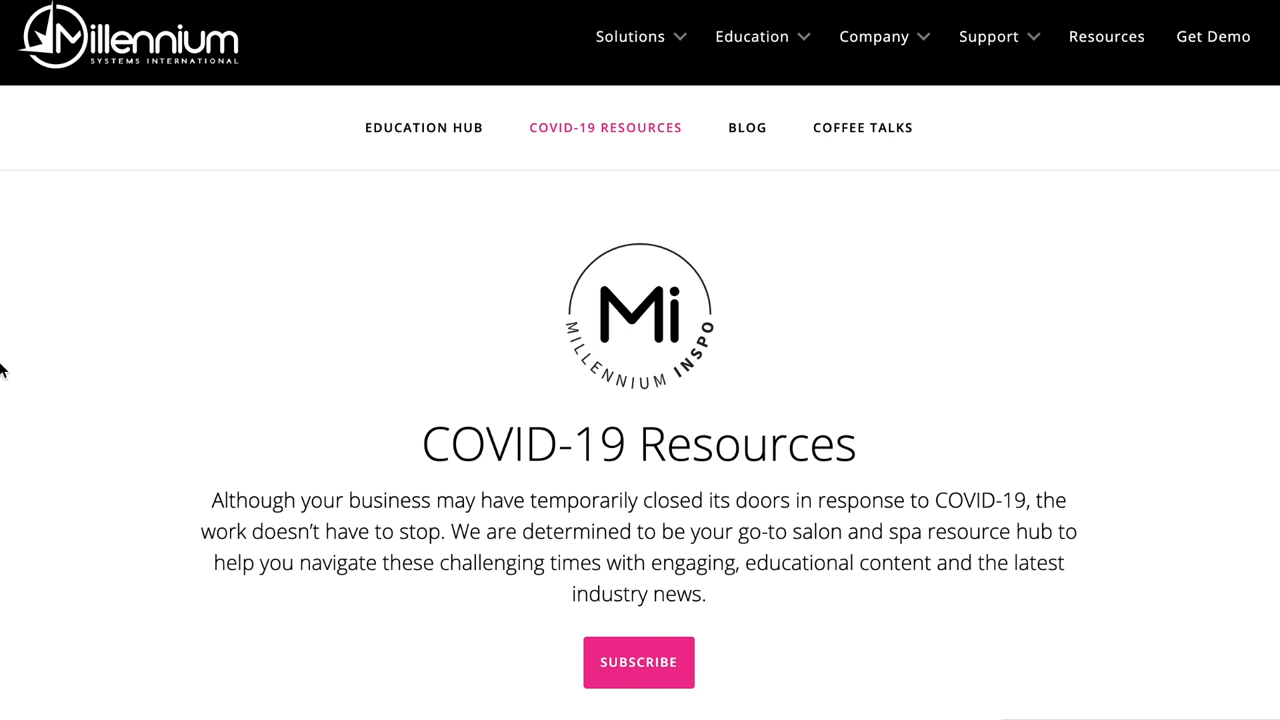 Millennium
SYSTEMS INTERNATIONAL
Solutions Education Company Support Resources Get Demo
EDUCATION HUB COVID-19 RESOURCES BLOG COFFEE TALKS
Mi
MILLENNIUM INSPO
COVID-19 Resources
Although your business may have temporarily closed its doors in response to COVID-19, the
work doesn't have to stop. We are determined to be your go-to salon and spa resource hub to
help you navigate these challenging times with engaging, educational content and the latest
industry news.
SUBSCRIBE